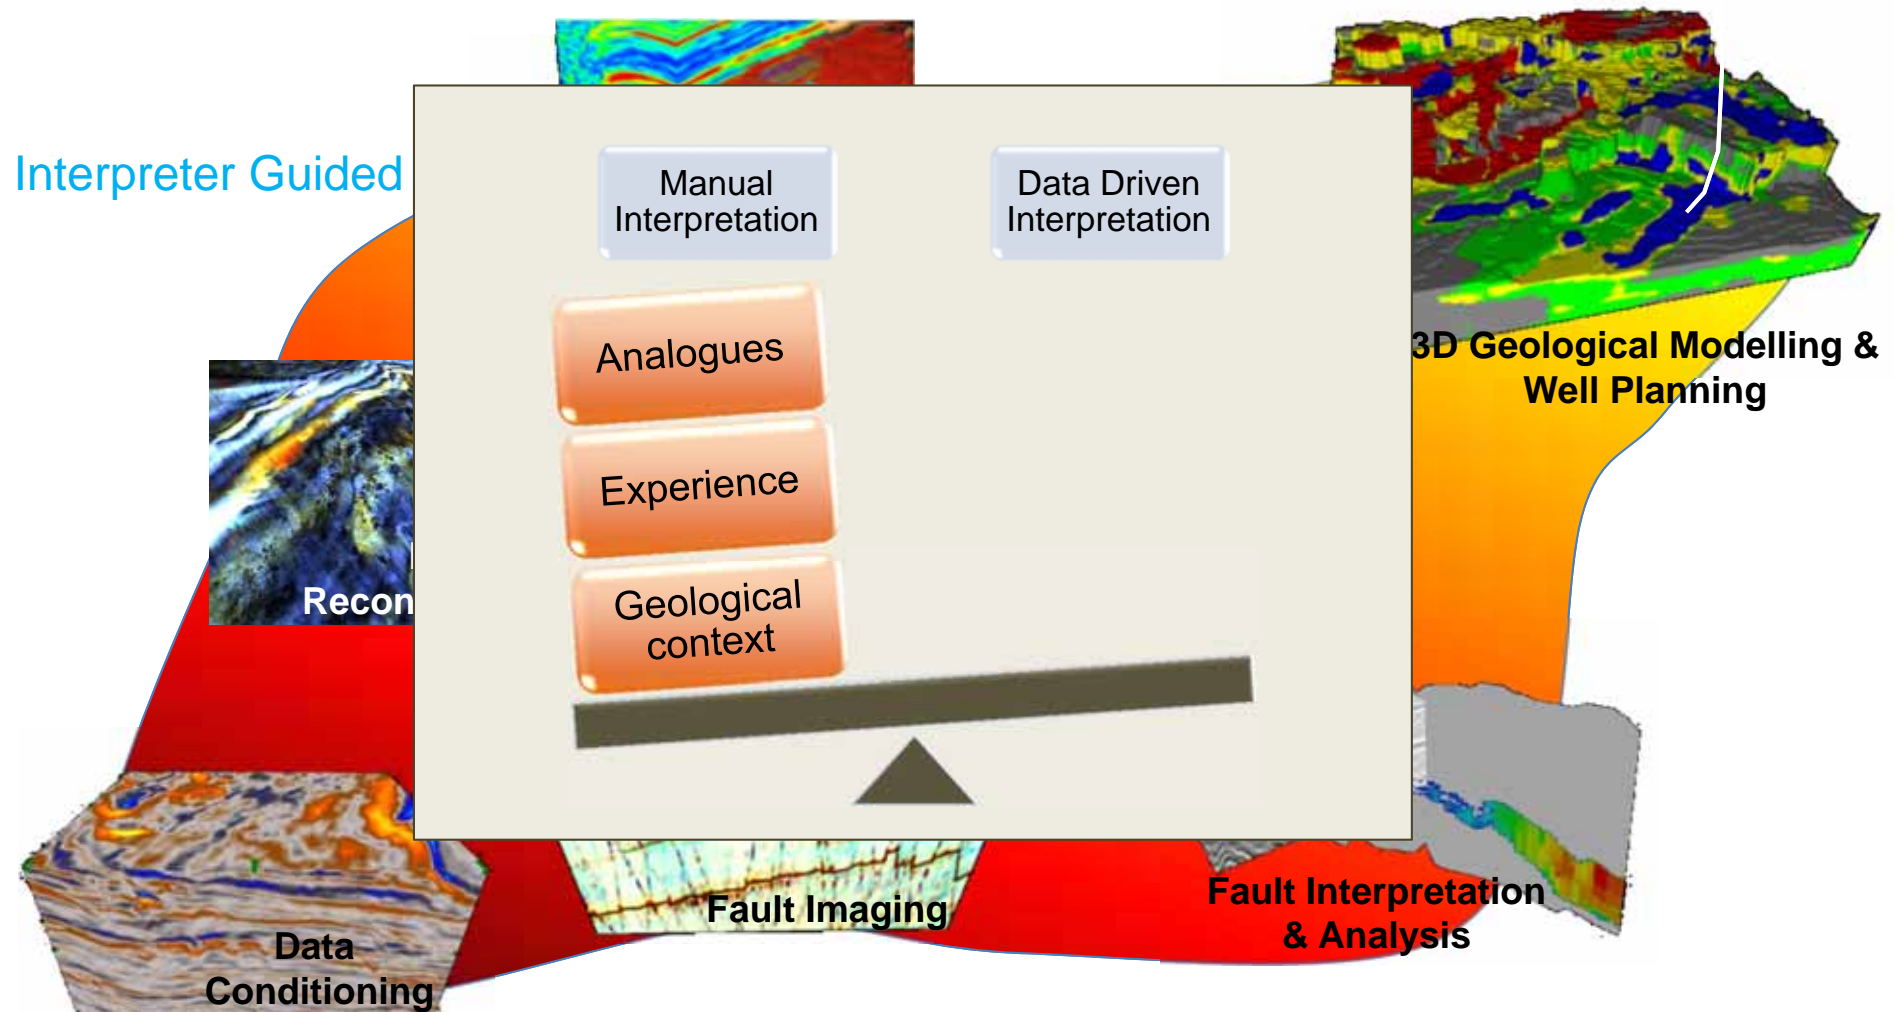 Interpreter Guided
Manual
Interpretation
Data Driven
Interpretation
Analogues
Experience
Geological
context
3D Geological Modelling &
Well Planning
Recon
Fault Imaging
Fault Interpretation
& Analysis
Data
Conditioning